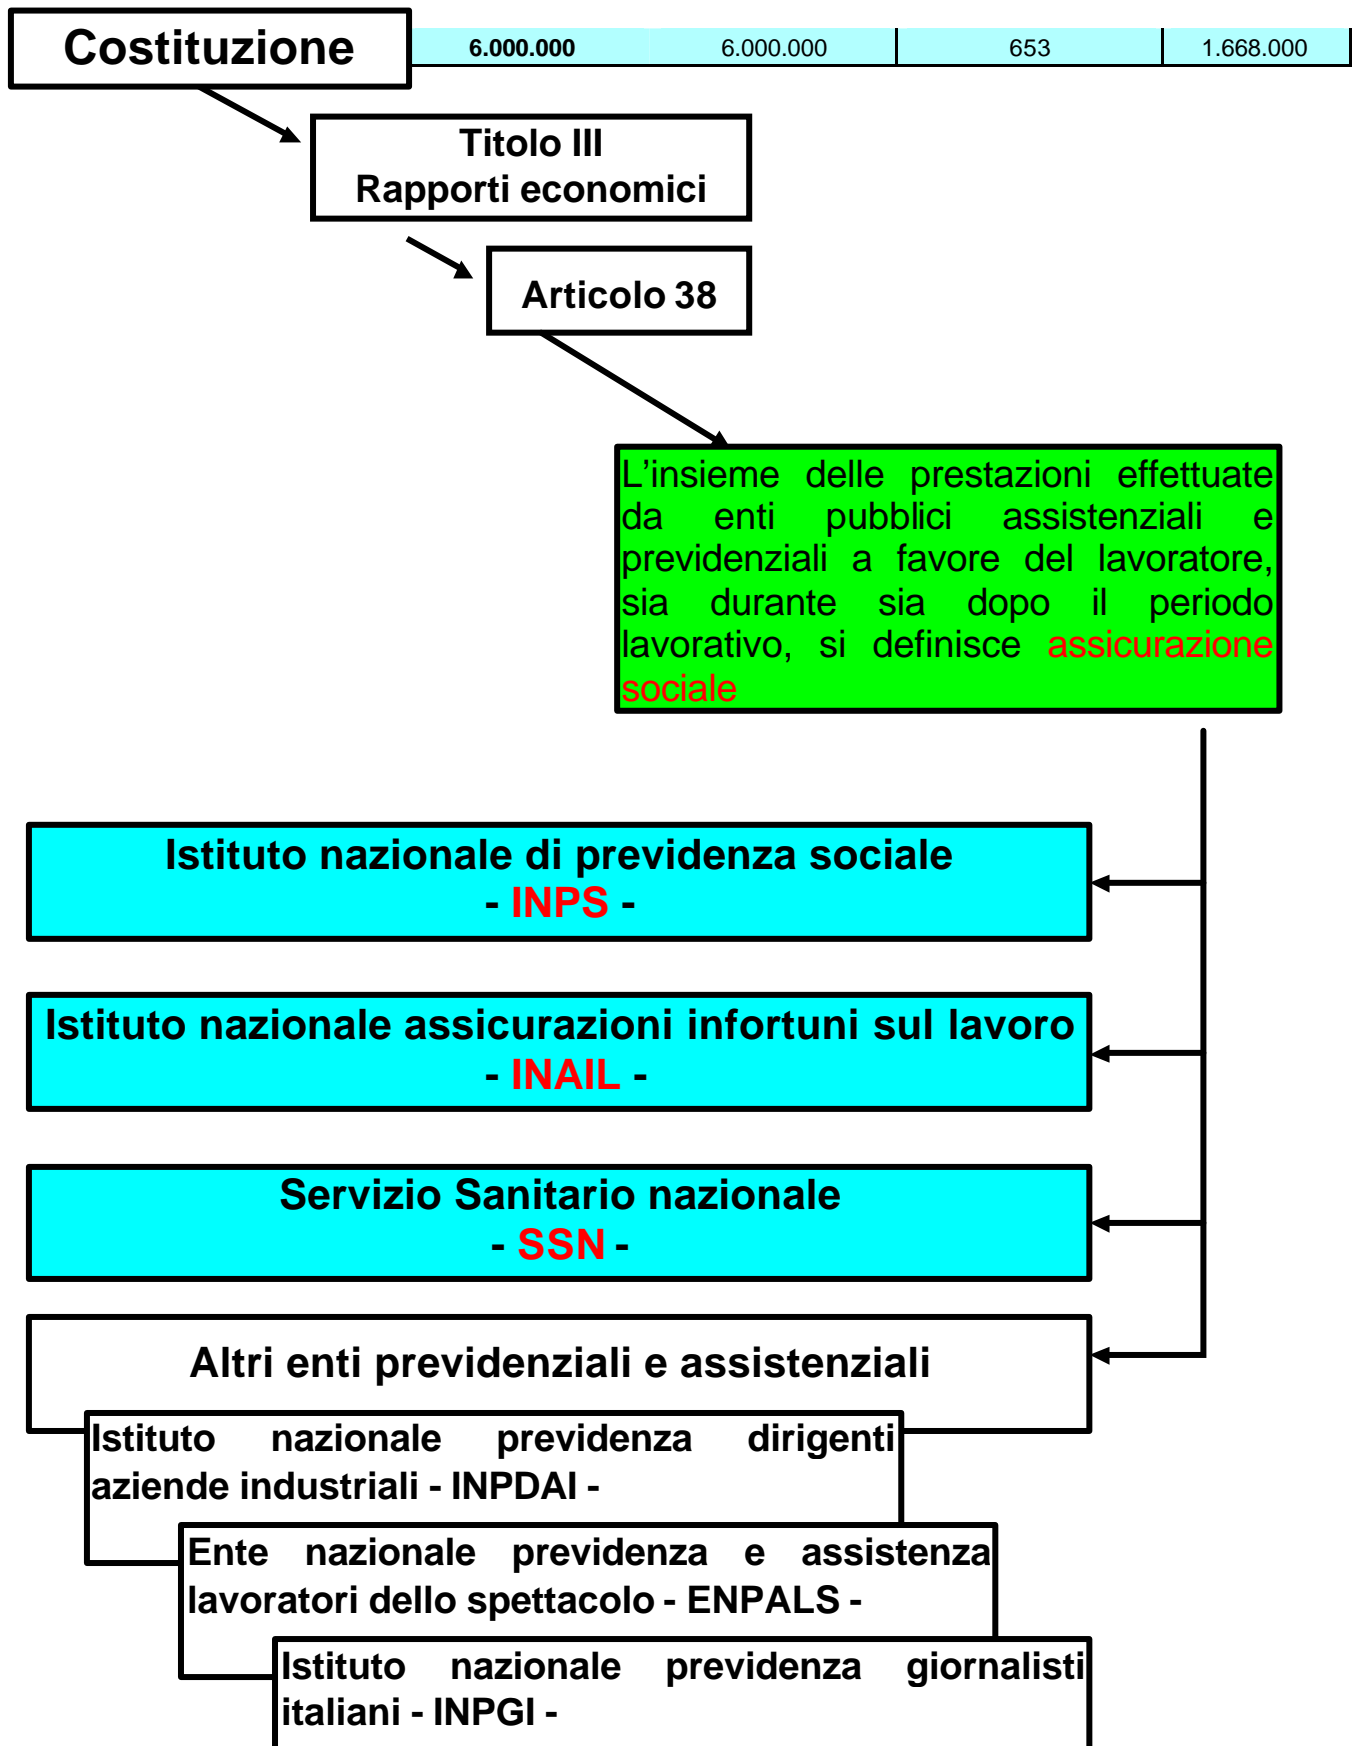 Costituzione
6.000.000 6.000.000 653 1.668.000
Titolo III
Rapporti economici
Articolo 38
L’insieme delle prestazioni effettuate
da enti pubblici assistenziali e
previdenziali a favore del lavoratore,
sia durante sia dopo il periodo
lavorativo, si definisce assicurazione
sociale
Istituto nazionale di previdenza sociale
- INPS -
Istituto nazionale assicurazioni infortuni sul lavoro
- INAIL -
Servizio Sanitario nazionale
- SSN -
Altri enti previdenziali e assistenziali
Istituto nazionale previdenza dirigenti
aziende industriali - INPDAI -
Ente nazionale previdenza e assistenza
lavoratori dello spettacolo - ENPALS -
Istituto nazionale previdenza giornalisti
italiani - INPGI -